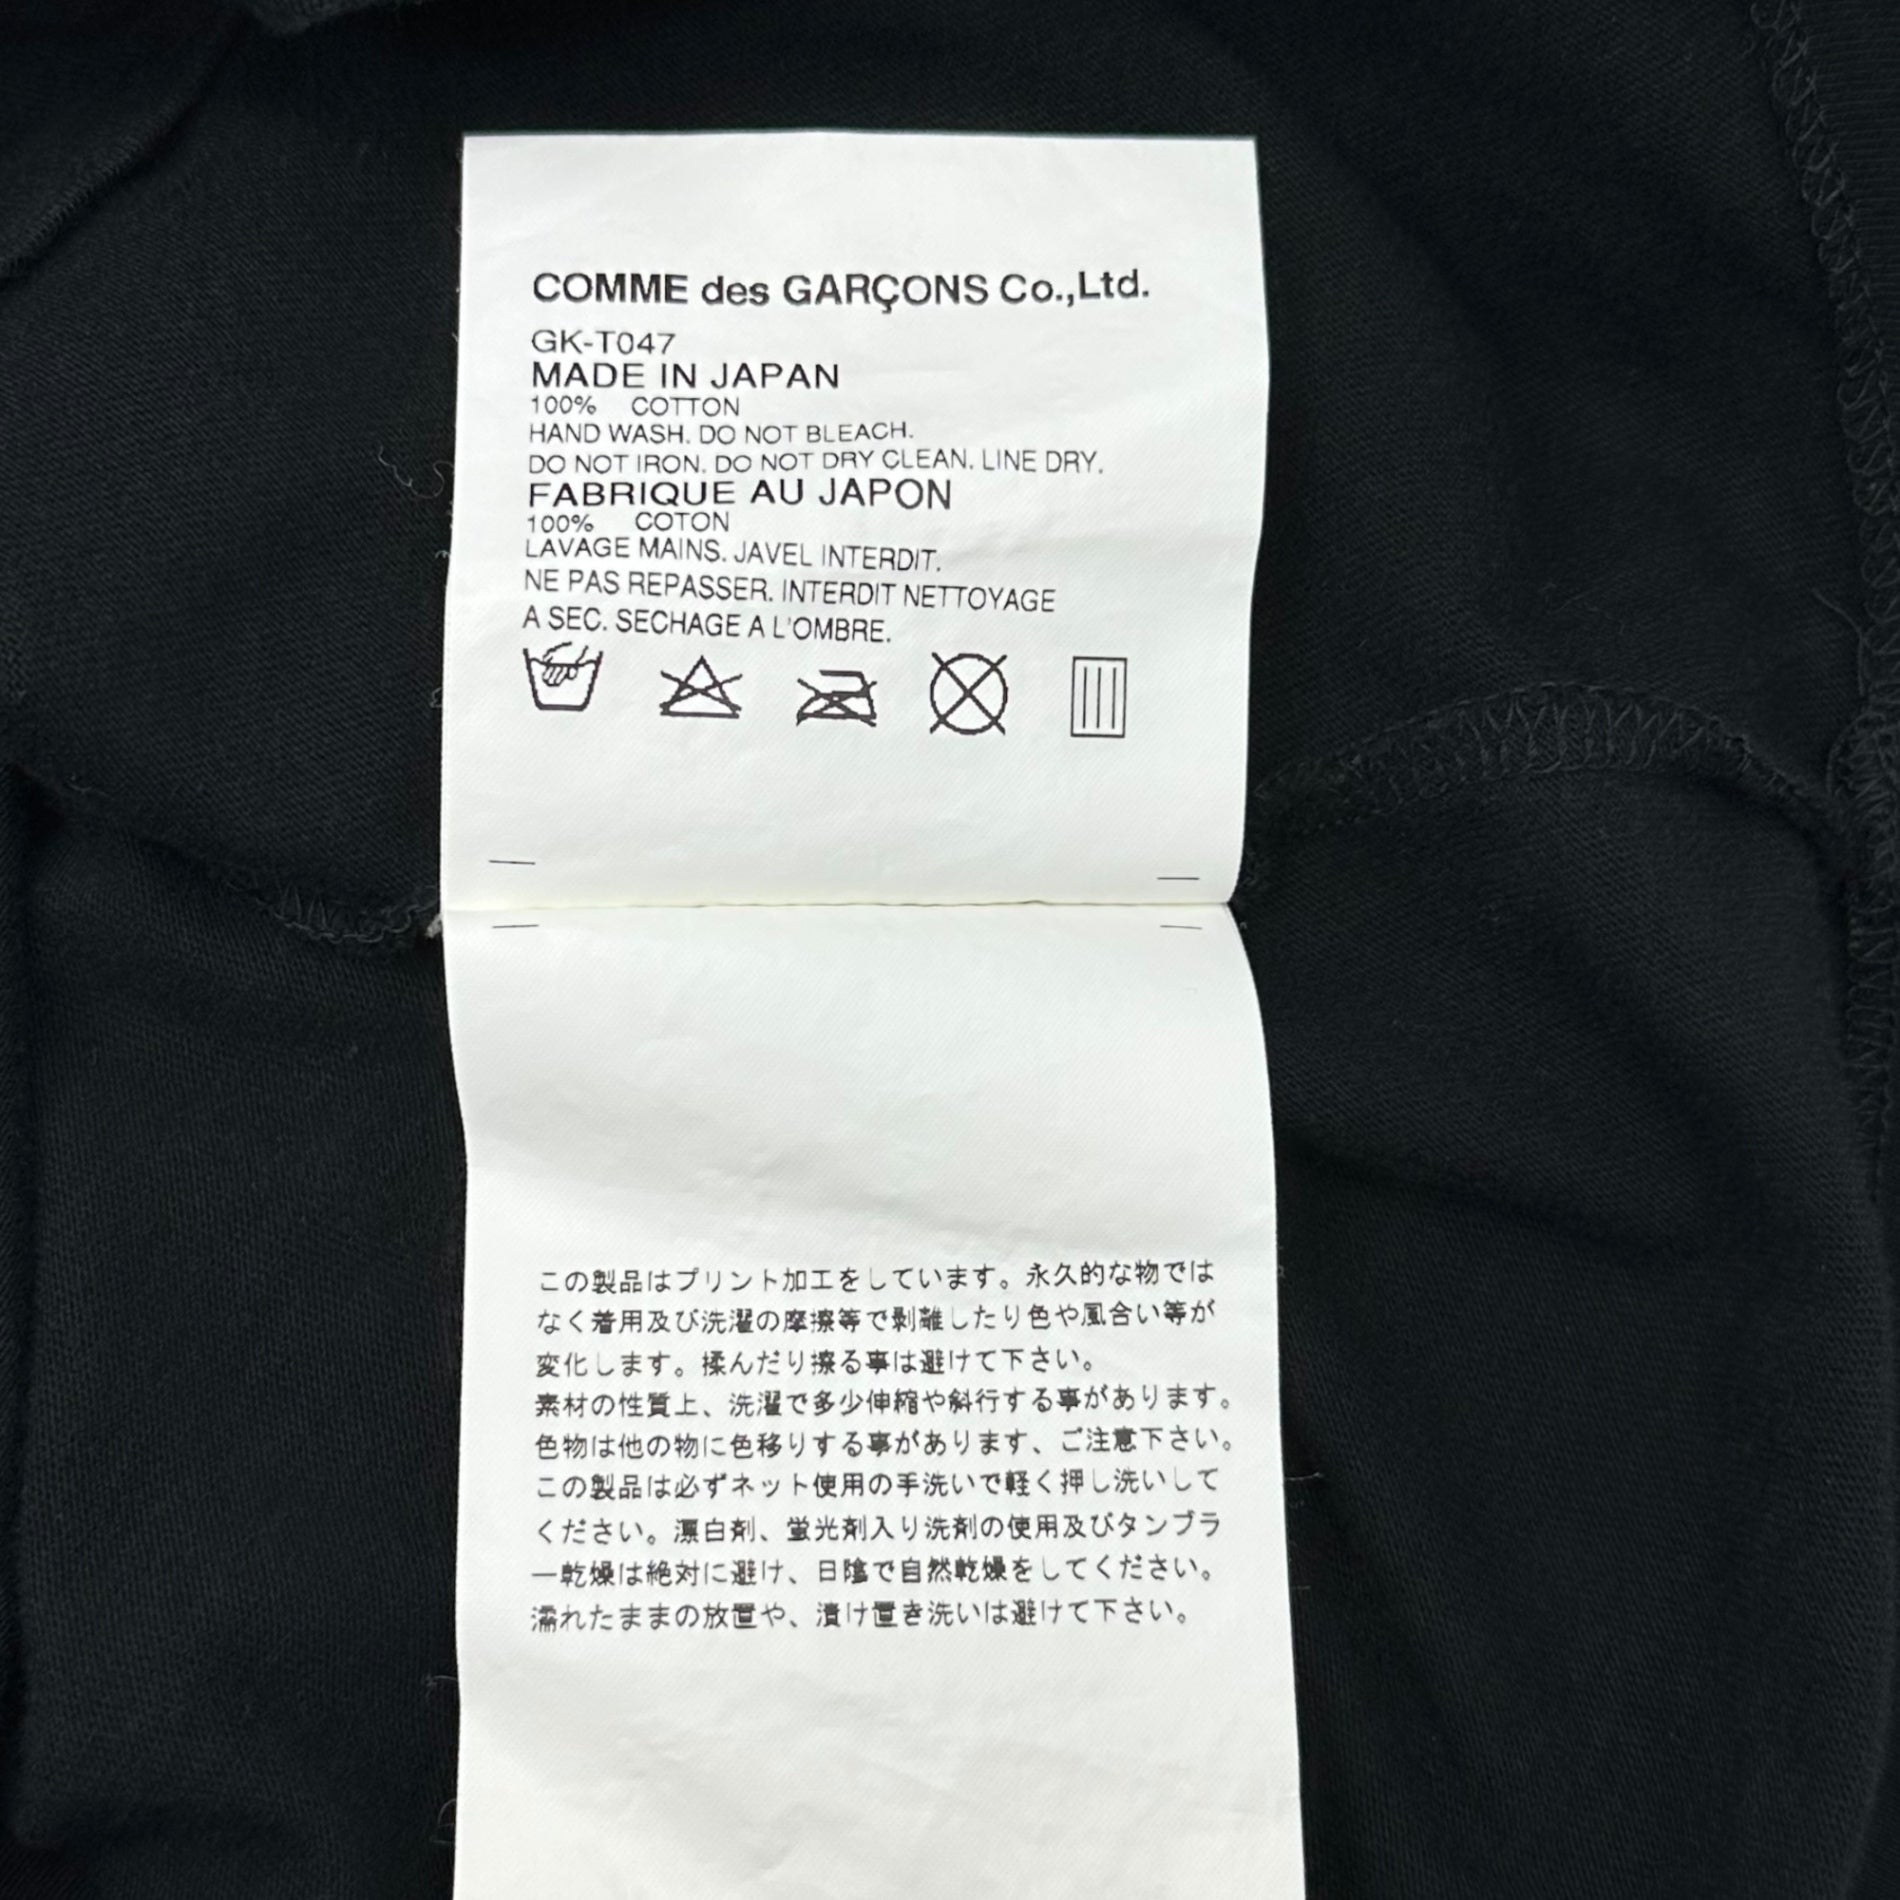 COMME des GARÇONS Co.,Ltd.
GK-T047
MADE IN JAPAN
100% COTTON
HAND WASH. DO NOT BLEACH.
DO NOT IRON. DO NOT DRY CLEAN. LINE DRY.
FABRIQUE AU JAPON
100% COTON
LAVAGE MAINS. JAVEL INTERDIT.
NE PAS REPASSER. INTERDIT NETTOYAGE
A SEC. SECHAGE A L'OMBRE.
この製品はプリント加工をしています。永久的な物では
なく着用及び洗濯の摩擦等で剥離したり色や風合い等が
変化します。揉んだり擦る事は避けて下さい。
素材の性質上、洗濯で多少伸縮や斜行する事があります。
色物は他の物に色移りする事があります、ご注意下さい。
この製品は必ずネット使用の手洗いで軽く押し洗いして
ください。漂白剤、蛍光剤入り洗剤の使用及びタンブラ
ー乾燥は絶対に避け、日陰で自然乾燥をしてください。
濡れたままの放置や、漬け置き洗いは避けて下さい。